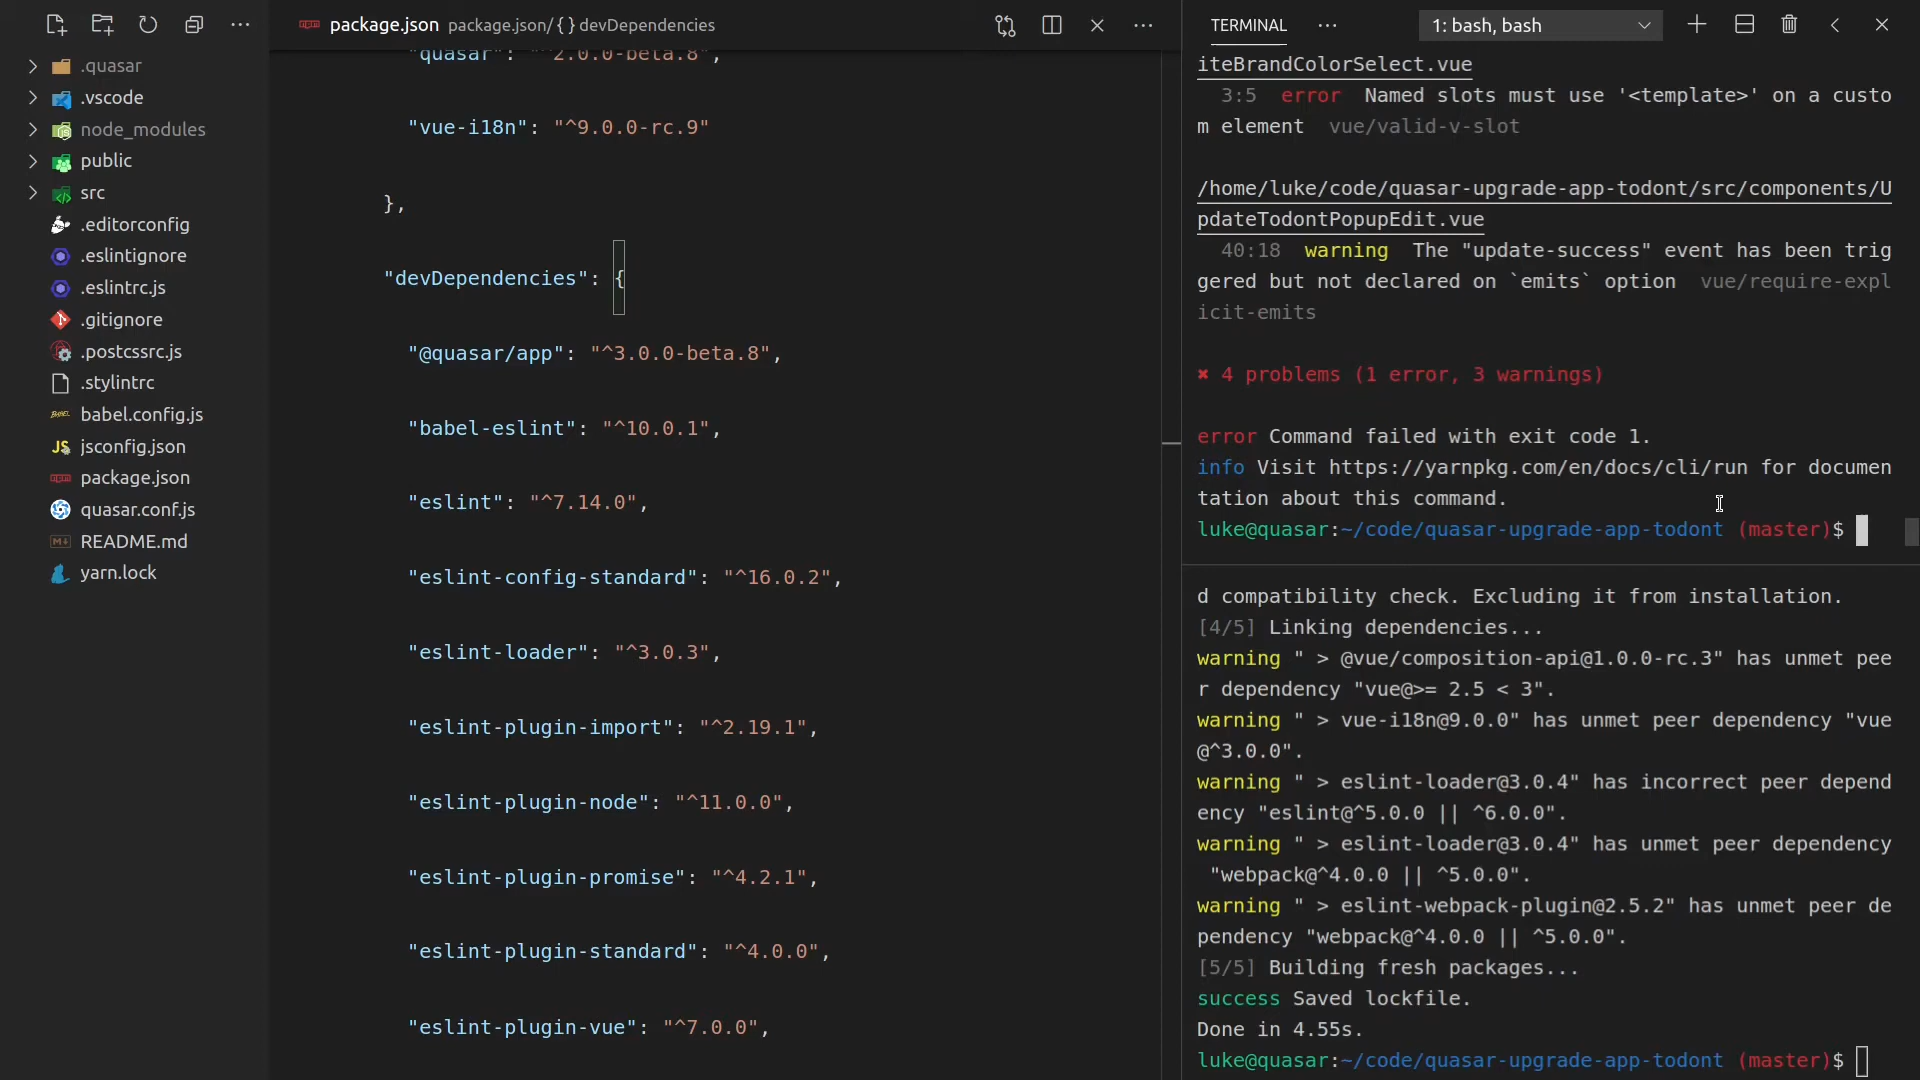 package.json package.json/{ } devDependencies
TERMINAL
1: bash, bash
.quasar
.vscode
node_modules
public
src
.editorconfig
.eslintignore
.eslintrc.js
.gitignore
.postcssrc.js
.stylintrc
babel.config.js
JS jsconfig.json
package.json
quasar.conf.js
README.md
yarn.lock
"quasar": "^2.0.0-beta.8",
"vue-i18n": "^9.0.0-rc.9"
},
"devDependencies": {
"@quasar/app": "^3.0.0-beta.8",
"babel-eslint": "^10.0.1",
"eslint": "^7.14.0",
"eslint-config-standard": "^16.0.2",
"eslint-loader": "^3.0.3",
"eslint-plugin-import": "^2.19.1",
"eslint-plugin-node": "^11.0.0",
"eslint-plugin-promise": "^4.2.1",
"eslint-plugin-standard": "^4.0.0",
"eslint-plugin-vue": "^7.0.0",
iteBrandColorSelect.vue
3:5 error Named slots must use '<template>' on a custo
m element vue/valid-v-slot
/home/luke/code/quasar-upgrade-app-todont/src/components/U
pdateTodontPopupEdit.vue
40:18 warning The "update-success" event has been trig
gered but not declared on `emits` option vue/require-expl
icit-emits
✖ 4 problems (1 error, 3 warnings)
error Command failed with exit code 1.
info Visit https://yarnpkg.com/en/docs/cli/run for documen
tation about this command.
luke@quasar:~/code/quasar-upgrade-app-todont (master)$
d compatibility check. Excluding it from installation.
[4/5] Linking dependencies...
warning " > @vue/composition-api@1.0.0-rc.3" has unmet pee
r dependency "vue@>= 2.5 < 3".
warning " > vue-i18n@9.0.0" has unmet peer dependency "vue
@^3.0.0".
warning " > eslint-loader@3.0.4" has incorrect peer depend
ency "eslint@^5.0.0 || ^6.0.0".
warning " > eslint-loader@3.0.4" has unmet peer dependency
"webpack@^4.0.0 || ^5.0.0".
warning " > eslint-webpack-plugin@2.5.2" has unmet peer de
pendency "webpack@^4.0.0 || ^5.0.0".
[5/5] Building fresh packages...
success Saved lockfile.
Done in 4.55s.
luke@quasar:~/code/quasar-upgrade-app-todont (master)$